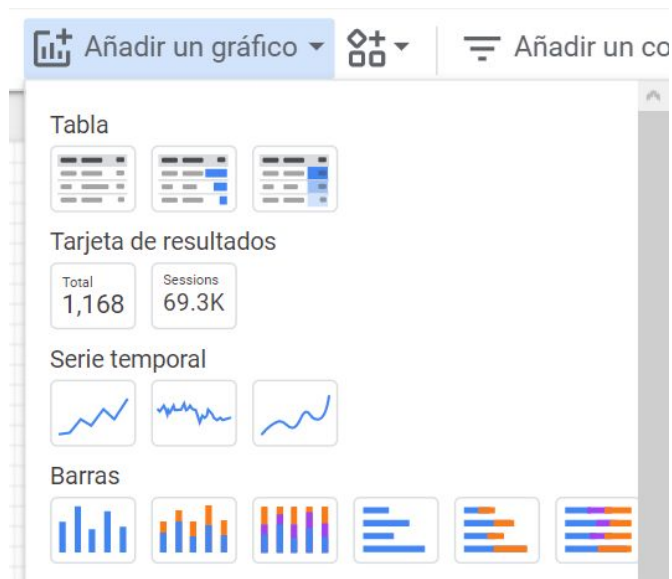 Añadir un gráfico
Añadir un co
Tabla
Tarjeta de resultados
Total
1,168
Sessions
69.3K
Serie temporal
Barras